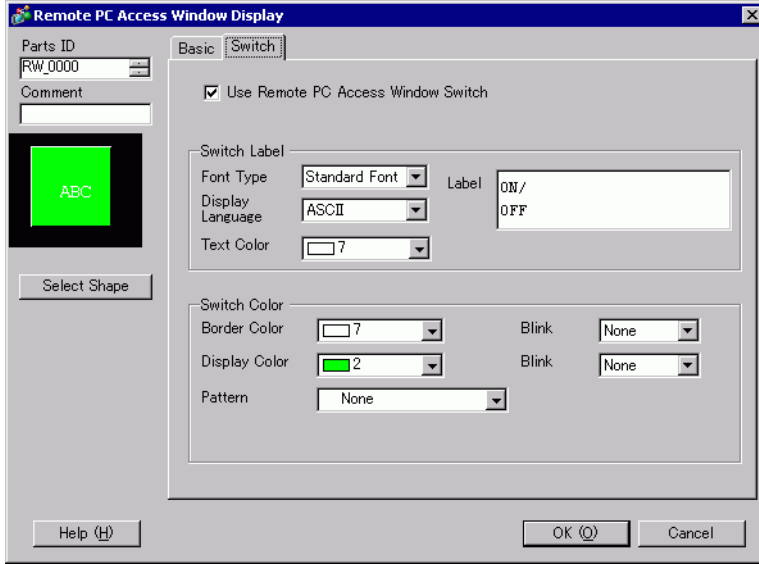 Remote PC Access Window Display
Parts ID
RW_0000
Comment
ABC
Select Shape
Basic
Switch
Use Remote PC Access Window Switch
Switch Label
Font Type
Standard Font
Label
ON/
OFF
Display
Language
ASCII
Text Color
7
Switch Color
Border Color
7
Blink
None
Display Color
2
Blink
None
Pattern
None
Help (H)
OK (O)
Cancel